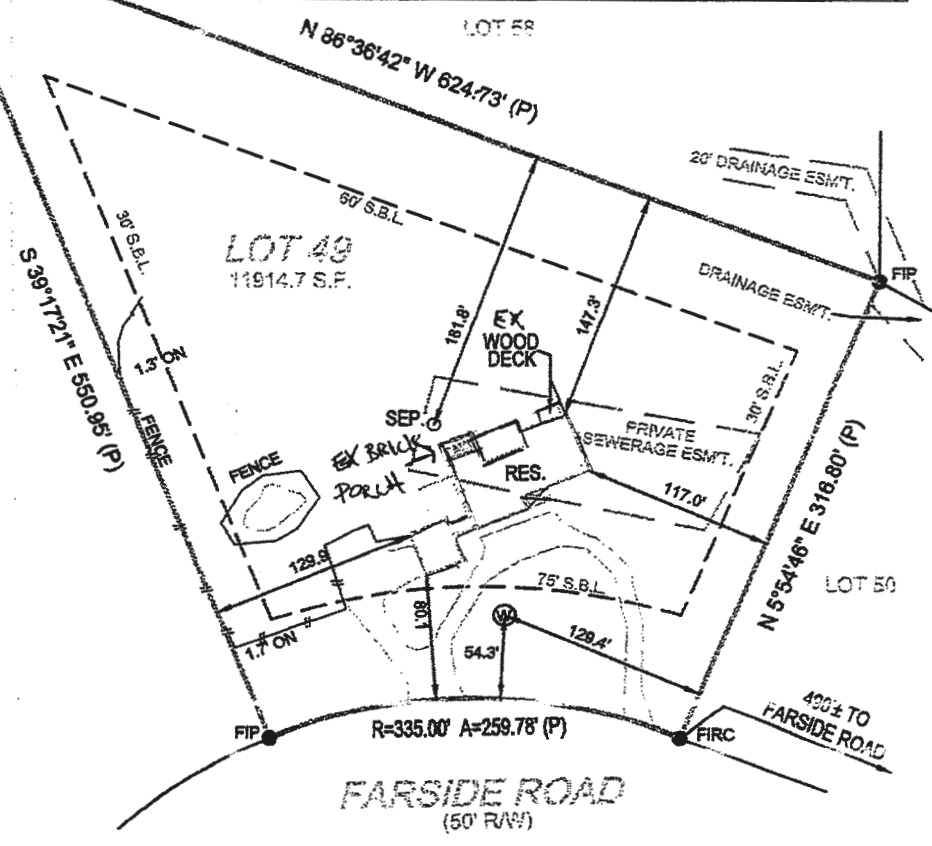 LOT 58
N 86°36'42" W 624.73' (P)
20' DRAINAGE ESM'T.
60' S.B.L.
30' S.B.L.
LOT 49
11914.7 S.F.
FIP
DRAINAGE ESM'T.
S 39°17'21" E 550.95' (P)
181.8'
147.3'
EX
WOOD
DECK
1.3' ON
FENCE
30' S.B.L.
SEP.
PRIVATE
SEWERAGE ESM'T.
EX BRICK
PORCH
FENCE
RES.
117.0'
N 5°54'46" E 316.80' (P)
129.9
75' S.B.L.
LOT 50
80.1
W
1.7' ON
54.3'
129.4'
490'± TO
FARSIDE ROAD
FIP
R=335.00' A=259.78' (P)
FIRC
FARSIDE ROAD
(50' R/W)